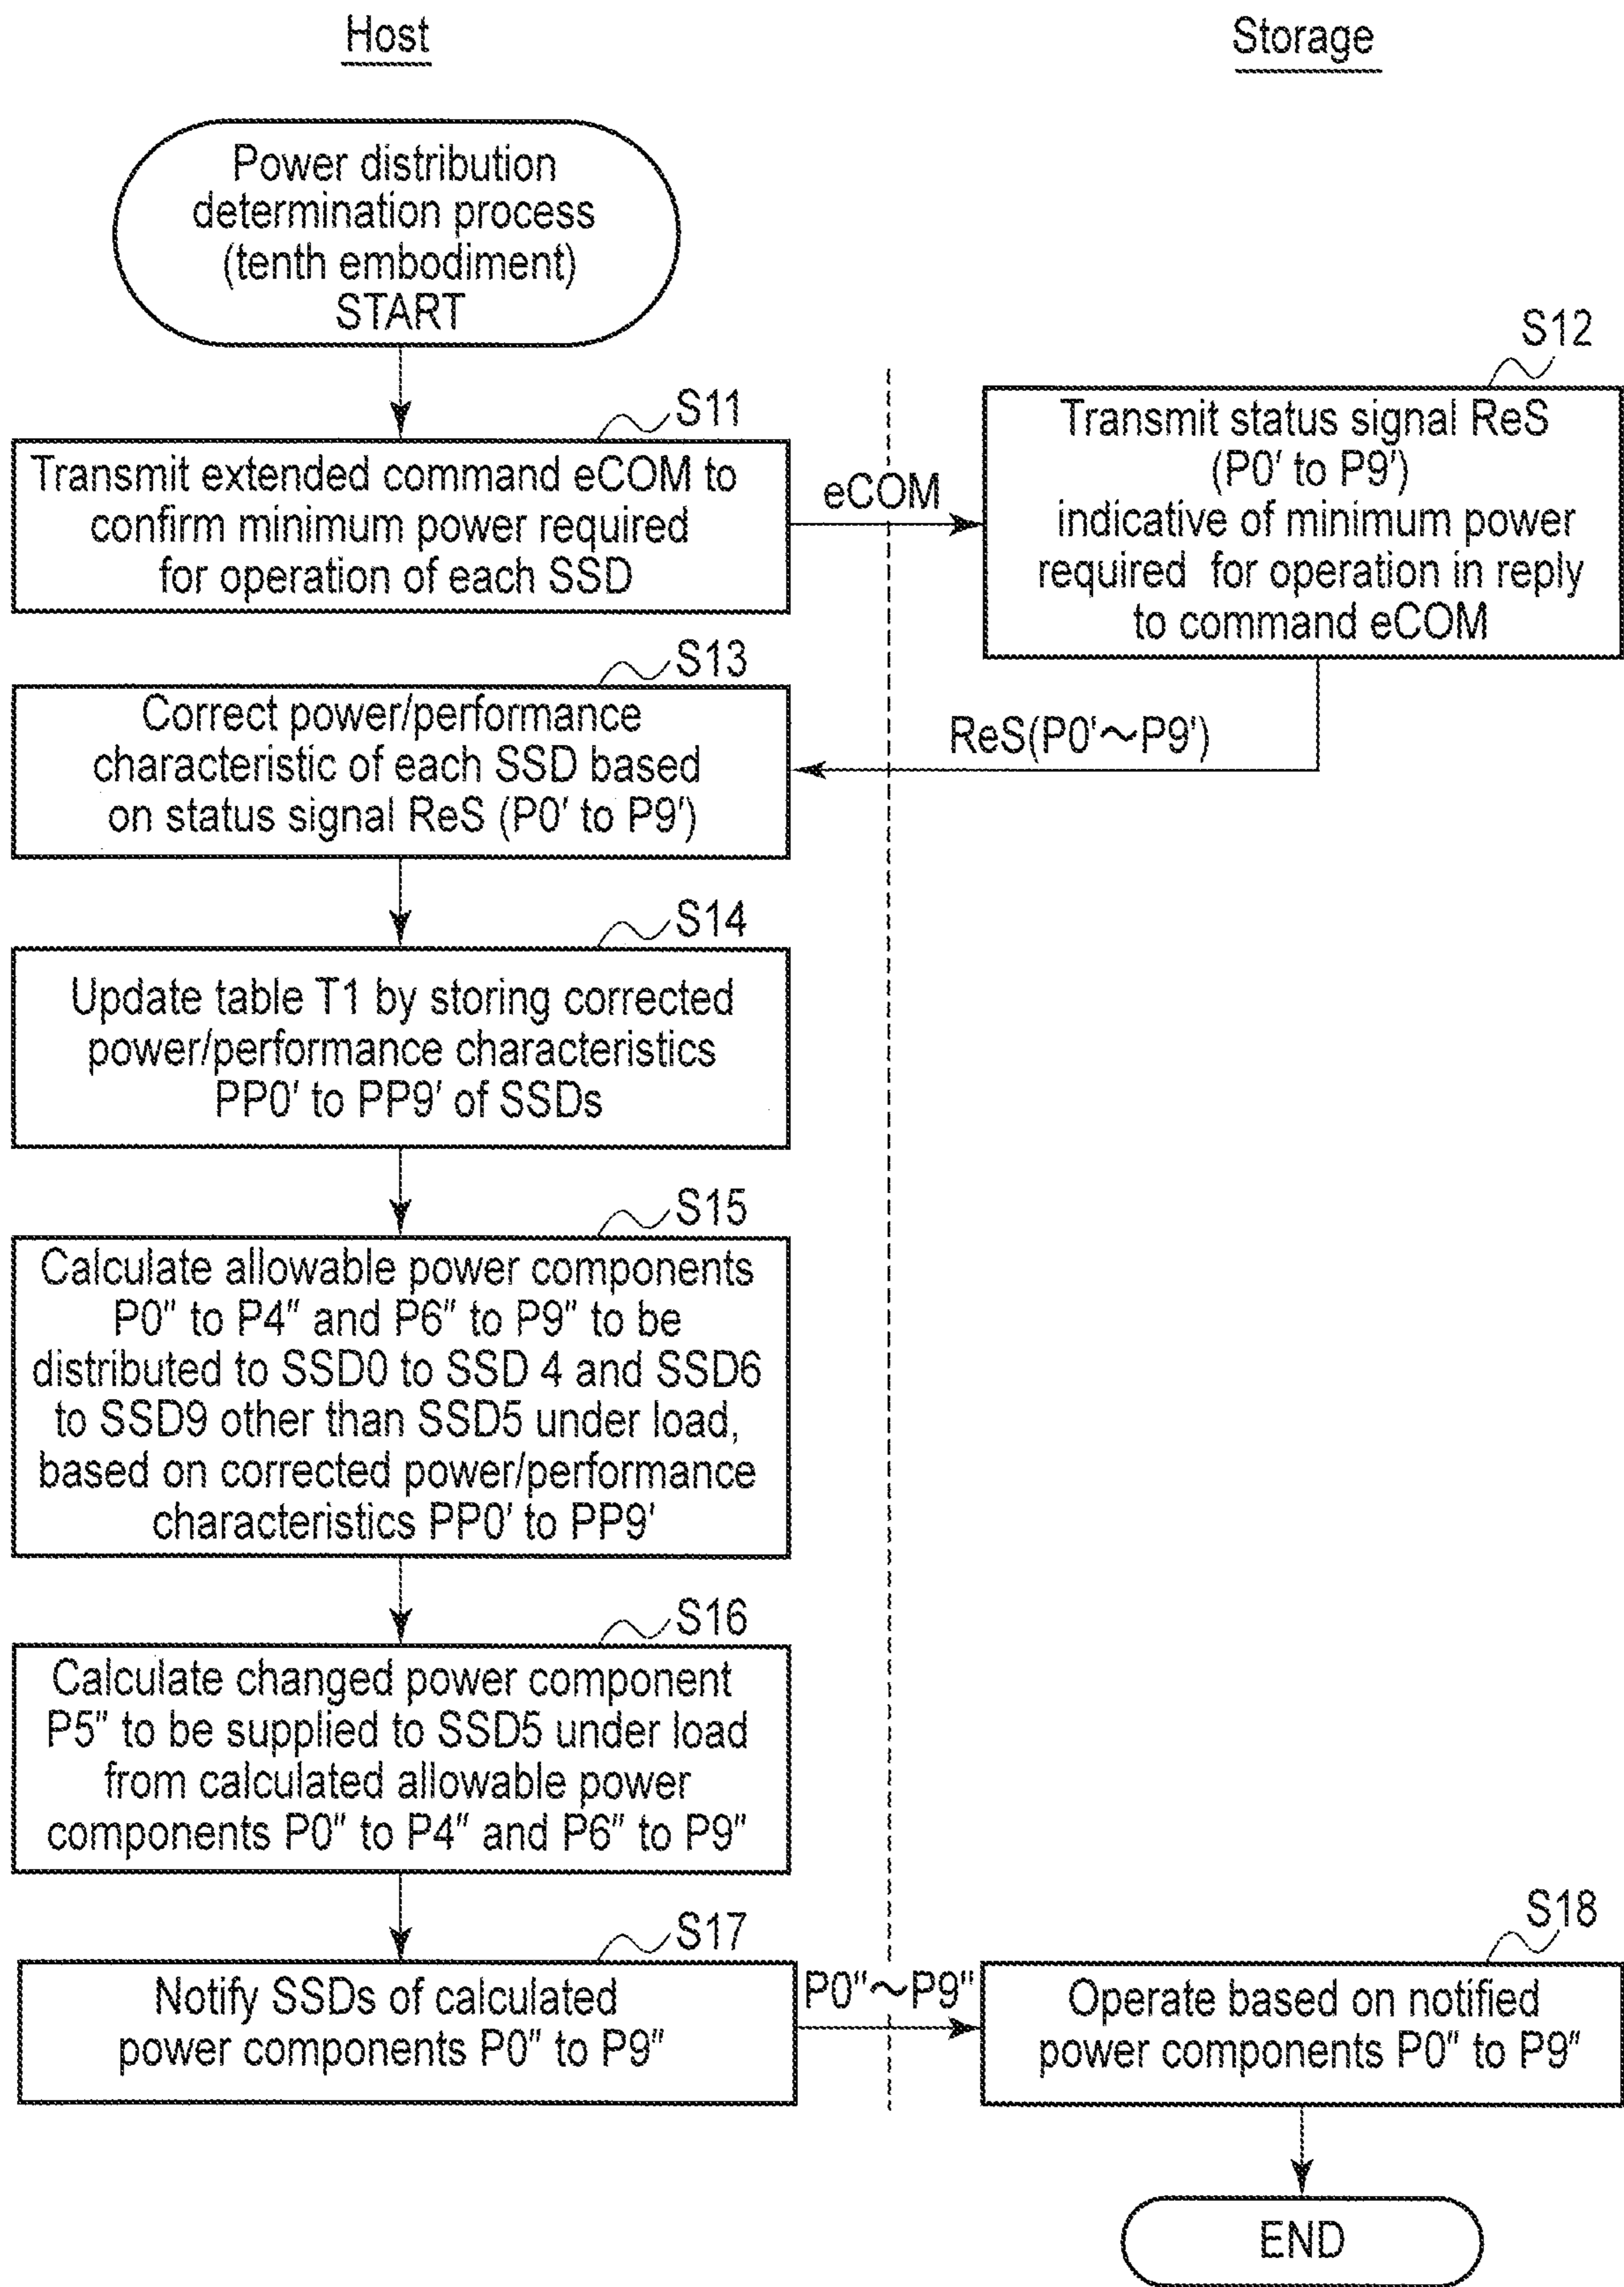 Host
Storage
Power distribution
determination process
(tenth embodiment)
START
S11
Transmit extended command eCOM to
confirm minimum power required
for operation of each SSD
eCOM
S12
Transmit status signal ReS
(P0′ to P9′)
indicative of minimum power
required for operation in reply
to command eCOM
ReS(P0′～P9′)
S13
Correct power/performance
characteristic of each SSD based
on status signal ReS (P0′ to P9′)
S14
Update table T1 by storing corrected
power/performance characteristics
PP0′ to PP9′ of SSDs
S15
Calculate allowable power components
P0″ to P4″ and P6″ to P9″ to be
distributed to SSD0 to SSD 4 and SSD6
to SSD9 other than SSD5 under load,
based on corrected power/performance
characteristics PP0′ to PP9′
S16
Calculate changed power component
P5″ to be supplied to SSD5 under load
from calculated allowable power
components P0″ to P4″ and P6″ to P9″
S17
Notify SSDs of calculated
power components P0″ to P9″
P0″～P9″
S18
Operate based on notified
power components P0″ to P9″
END